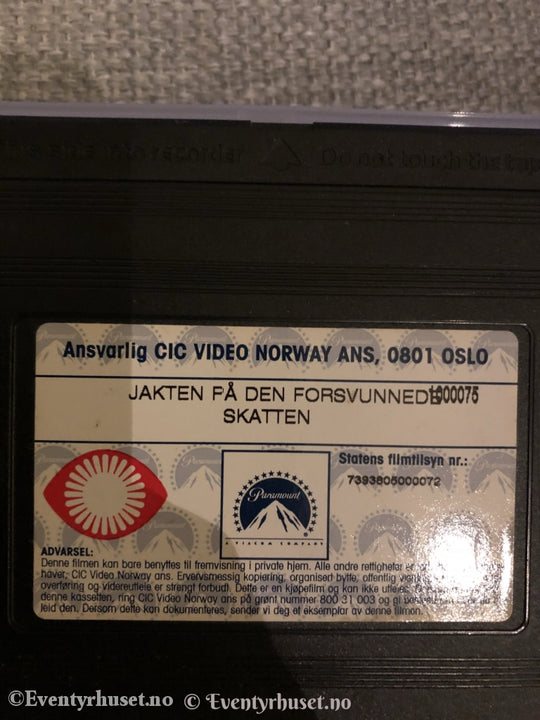 Do not touch the tape
Ansvarlig CIC VIDEO NORWAY ANS, 0801 OSLO
JAKTEN PÅ DEN FORSVUNNEDE 1000075
SKATTEN
Statens filmtilsyn nr.:
7393805000072
Paramount
A VIACOM COMPANY
ADVARSEL:
Denne filmen kan bare benyttes til fremvisning i private hjem. Alle andre rettigheter er
haver, CIC Video Norway ans. Ervervsmessig kopiering, organisert bytte, offentlig
overføring og videreutleie er strengt forbudt. Dette er en kjøpefilm og kan ikke utleies.
denne kassetten, ring CIC Video Norway ans på grønt nummer 800 31 003 og gi
leid den. Dersom dette kan dokumenteres, sender vi deg et eksemplar av denne filmen.
©Eventyrhuset.no © Eventyrhuset.no